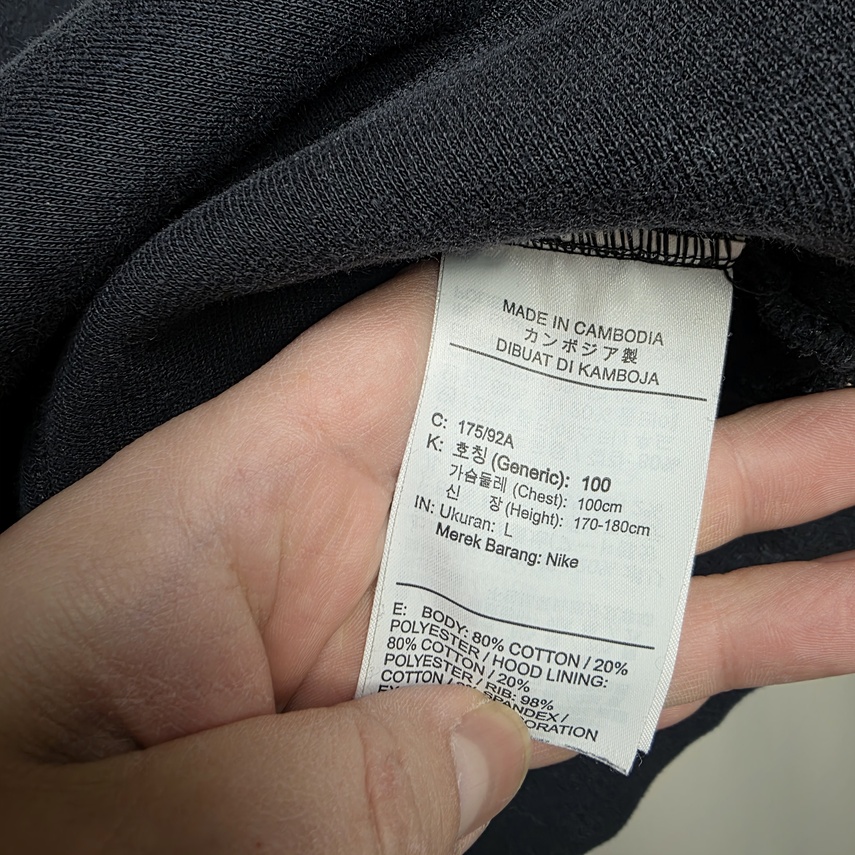 MADE IN CAMBODIA
カンボジア製
DIBUAT DI KAMBOJA
C: 175/92A
K: 호칭 (Generic): 100
가슴둘레 (Chest): 100cm
신 장 (Height): 170-180cm
IN: Ukuran: L
Merek Barang: Nike
E: BODY: 80% COTTON / 20%
POLYESTER / HOOD LINING:
80% COTTON / 20%
POLYESTER / RIB: 98%
COTTON / SPANDEX /